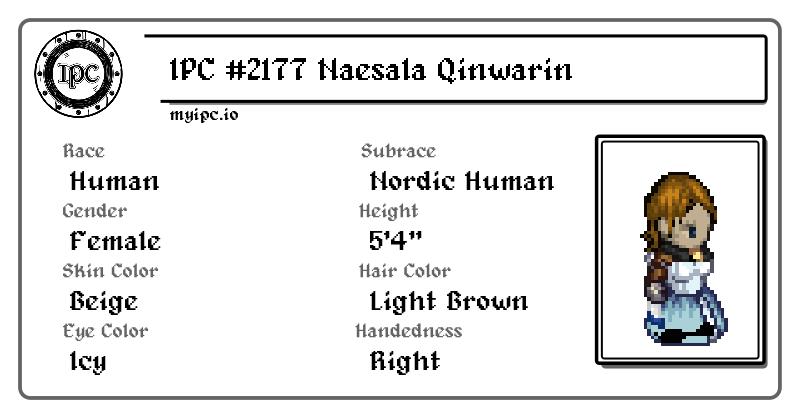 IPC
IPC #2177 Naesala Qinwarin
myipc.io
Race
Human
Subrace
Nordic Human
Gender
Female
Height
5'4"
Skin Color
Beige
Hair Color
Light Brown
Eye Color
Icy
Handedness
Right